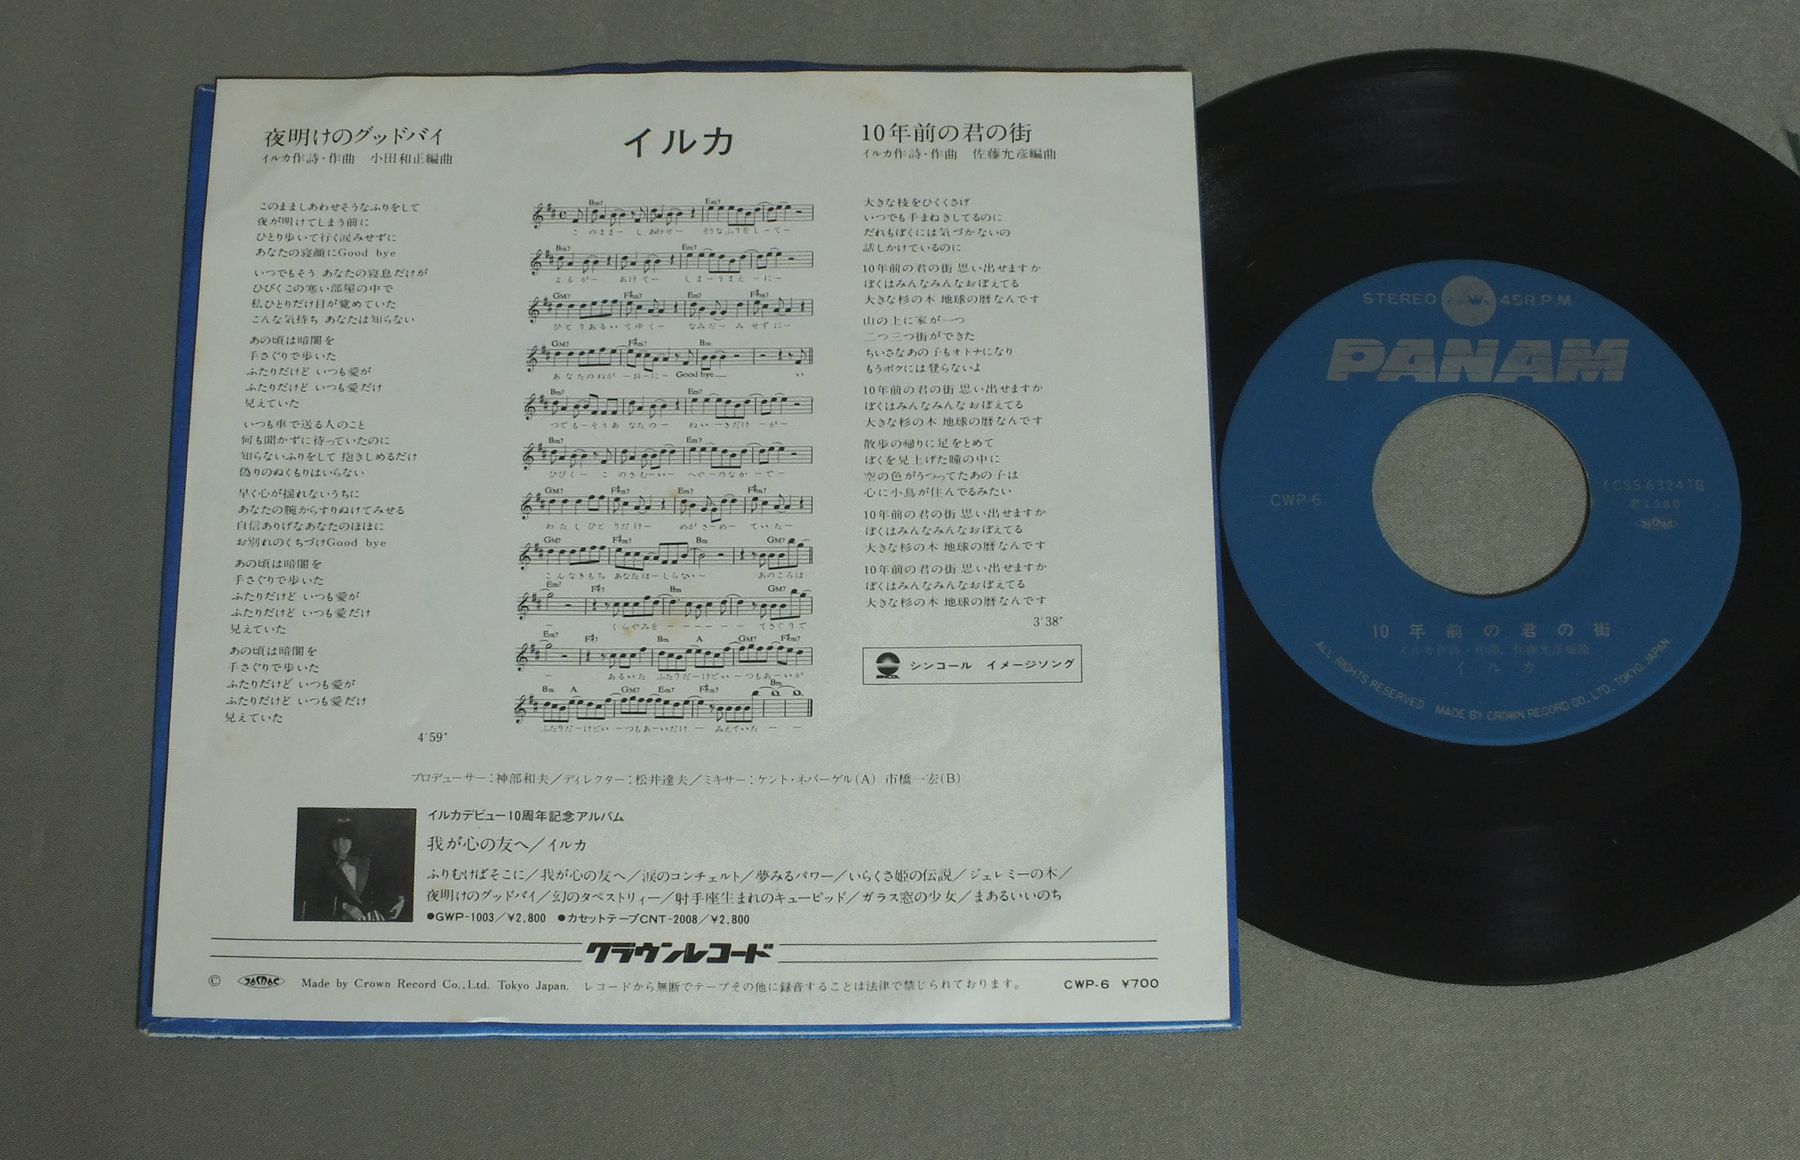 夜明けのグッドバイ
イルカ作詩・作曲 小田和正編曲
イルカ
10年前の君の街
イルカ作詩・作曲 佐藤允彦編曲
このまましあわせそうなふりをして
夜が明けてしまう前に
ひとり歩いて行く涙みせずに
あなたの寝顔にGood bye
いつでもそう あなたの寝息だけが
ひびくこの寒い部屋の中で
私ひとりだけ目が覚めていた
こんな気持ち あなたは知らない
あの頃は暗闇を
手さぐりで歩いた
ふたりだけど いつも愛が
ふたりだけど いつも愛だけ
見えていた
いつも車で送る人のこと
何も聞かずに待っていたのに
知らないふりをして 抱きしめるだけ
偽りのぬくもりはいらない
早く心が揺れないうちに
あなたの腕からすりぬけてみせる
自信ありげなあなたのほほに
お別れのくちづけGood bye
あの頃は暗闇を
手さぐりで歩いた
ふたりだけど いつも愛が
ふたりだけど いつも愛だけ
見えていた
あの頃は暗闇を
手さぐりで歩いた
ふたりだけど いつも愛が
ふたりだけど いつも愛だけ
見えていた
4′59″
大きな枝をひくくさげ
いつでも手まねきしてるのに
だれもぼくには気づかないの
話しかけているのに
10年前の君の街 思い出せますか
ぼくはみんなみんなおぼえてる
大きな杉の木 地球の暦なんです
山の上に家が一つ
二つ三つ街ができた
ちいさなあの子もオトナになり
もうボクには登らないよ
10年前の君の街 思い出せますか
ぼくはみんなみんなおぼえてる
大きな杉の木 地球の暦なんです
散歩の帰りに足をとめて
ぼくを見上げた瞳の中に
空の色がうつってたあの子は
心に小鳥が住んでるみたい
10年前の君の街 思い出せますか
ぼくはみんなみんなおぼえてる
大きな杉の木 地球の暦なんです
10年前の君の街 思い出せますか
ぼくはみんなみんなおぼえてる
大きな杉の木 地球の暦なんです
3′38″
SINCOL シンコール イメージソング
プロデューサー：神部和夫／ディレクター：松井達夫／ミキサー：ケント・ネバーゲル(A) 市橋一宏(B)
イルカデビュー10周年記念アルバム
我が心の友へ／イルカ
ふりむけばそこに／我が心の友へ／涙のコンチェルト／夢みるパワー／いらくさ姫の伝説／ジェレミーの木／
夜明けのグッドバイ／幻のタペストリィー／射手座生まれのキューピッド／ガラス窓の少女／まあるいいのち
●GWP-1003／¥2,800 ●カセットテープCNT-2008／¥2,800
クラウンレコード
© JASRAC Made by Crown Record Co.,Ltd. Tokyo Japan. レコードから無断でテープその他に録音することは法律で禁じられております。 CWP-6 ¥700
STEREO 45R.P.M
PANAM
CWP-6
(CSS 6324)B
Ⓟ1980
10年前の君の街
イルカ作詩・作曲、佐藤允彦編曲
イルカ
ALL RIGHTS RESERVED MADE BY CROWN RECORD CO., LTD., TOKYO, JAPAN